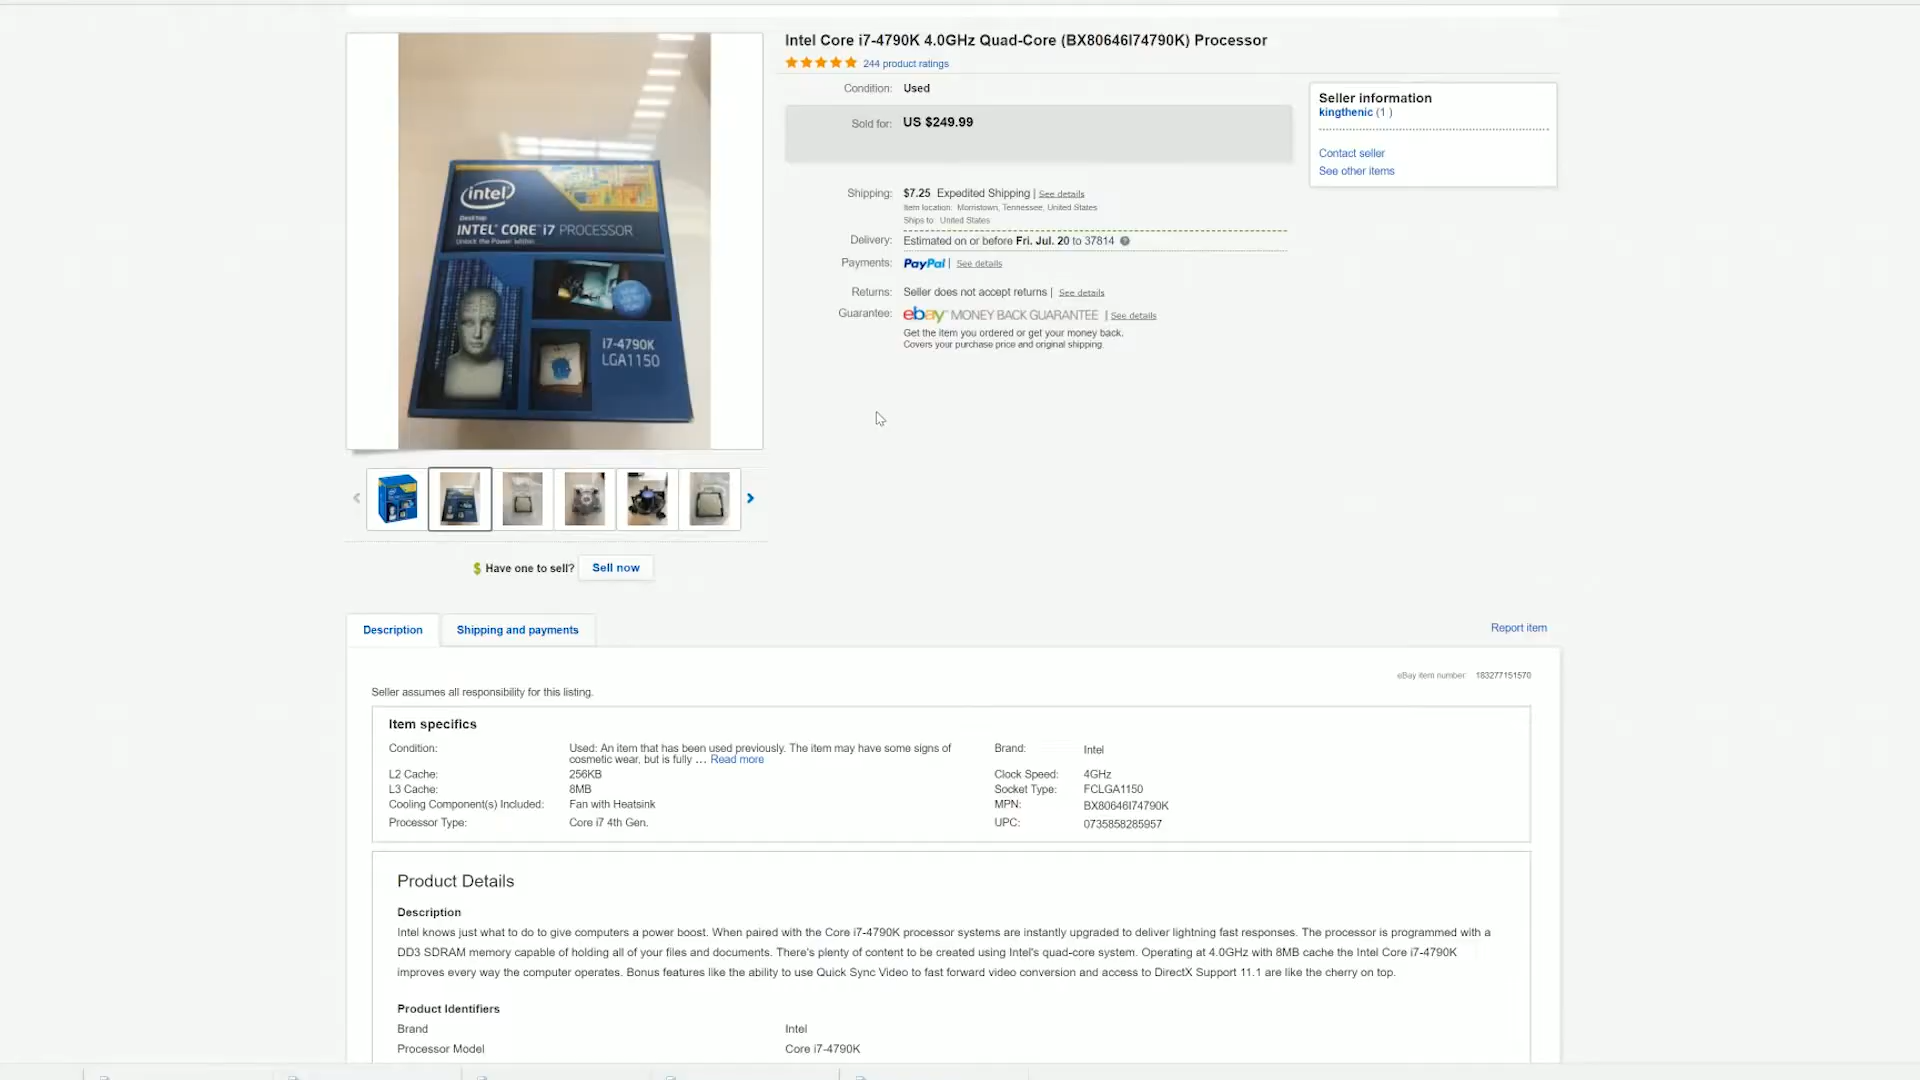 Intel Core i7-4790K 4.0GHz Quad-Core (BX80646I74790K) Processor
244 product ratings
Condition: Used
Sold for: US $249.99
Shipping: $7.25 Expedited Shipping | See details
Item location: Morristown, Tennessee, United States
Ships to: United States
Delivery: Estimated on or before Fri. Jul. 20 to 37814
Payments: PayPal | See details
Returns: Seller does not accept returns | See details
Guarantee: ebay MONEY BACK GUARANTEE | See details
Get the item you ordered or get your money back.
Covers your purchase price and original shipping.
Seller information
kingthenic (1 )
Contact seller
See other items
intel
Desktop
INTEL® CORE™ i7 PROCESSOR
Unlock the Power Within
i7-4790K
LGA1150
$ Have one to sell? Sell now
Description
Shipping and payments
Report item
eBay item number: 183277151570
Seller assumes all responsibility for this listing.
Item specifics
Condition: Used: An item that has been used previously. The item may have some signs of
cosmetic wear, but is fully ... Read more
Brand: Intel
L2 Cache: 256KB
Clock Speed: 4GHz
L3 Cache: 8MB
Socket Type: FCLGA1150
Cooling Component(s) Included: Fan with Heatsink
MPN: BX80646I74790K
Processor Type: Core i7 4th Gen.
UPC: 0735858285957
Product Details
Description
Intel knows just what to do to give computers a power boost. When paired with the Core i7-4790K processor systems are instantly upgraded to deliver lightning fast responses. The processor is programmed with a
DD3 SDRAM memory capable of holding all of your files and documents. There's plenty of content to be created using Intel's quad-core system. Operating at 4.0GHz with 8MB cache the Intel Core i7-4790K
improves every way the computer operates. Bonus features like the ability to use Quick Sync Video to fast forward video conversion and access to DirectX Support 11.1 are like the cherry on top.
Product Identifiers
Brand Intel
Processor Model Core i7-4790K